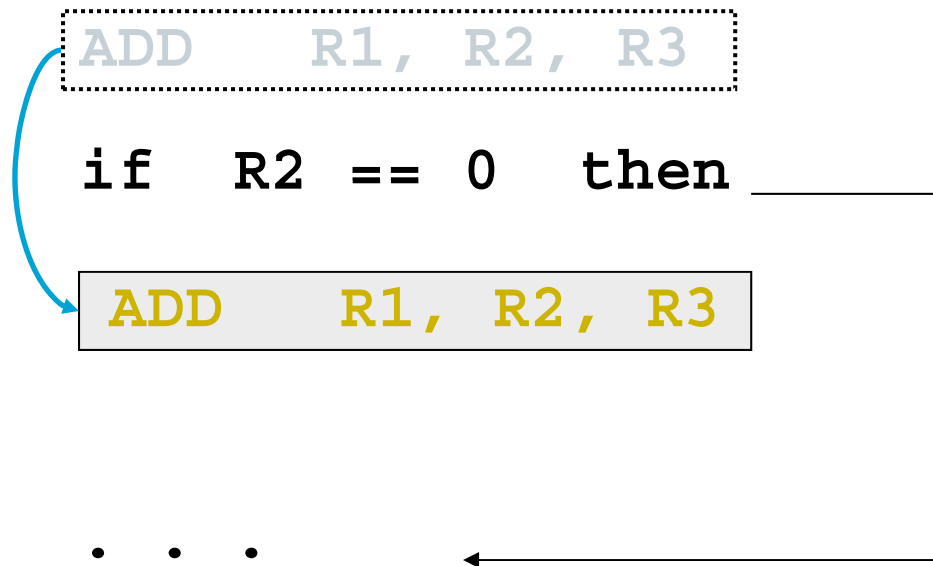 ADD R1, R2, R3
if R2 == 0 then
ADD R1, R2, R3
. . .